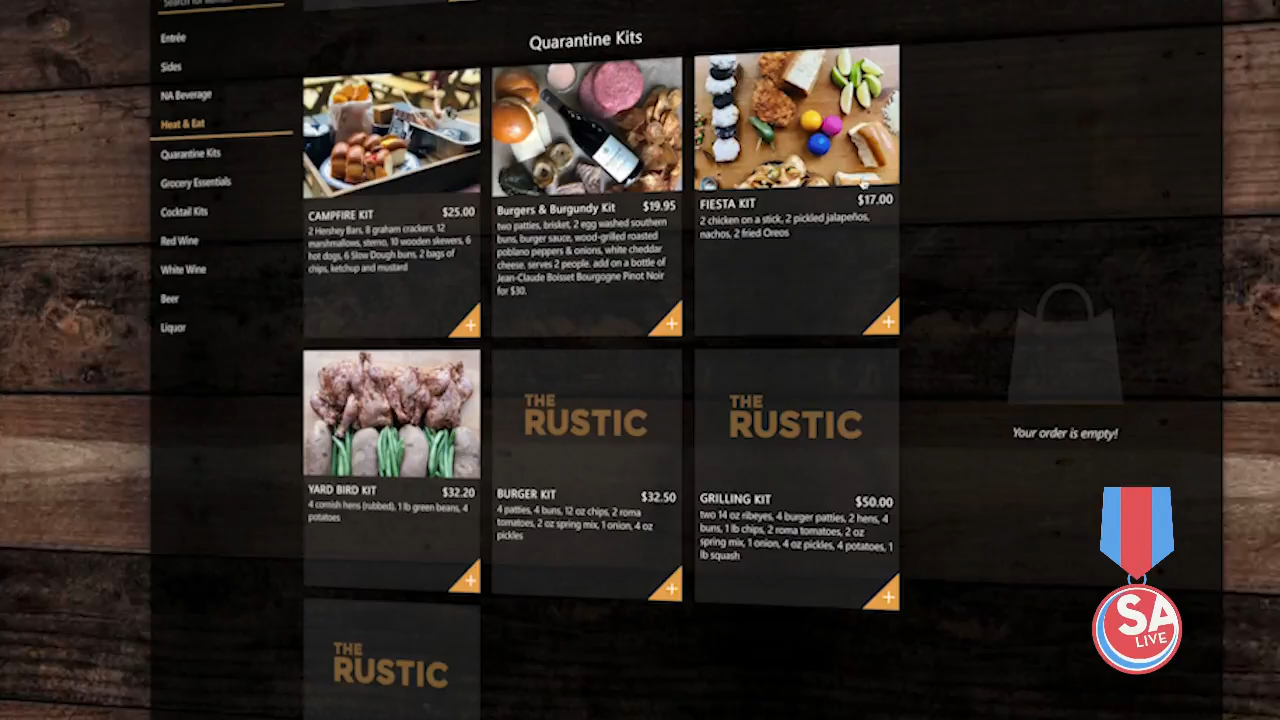 Search for
Entrée
Sides
NA Beverage
Heat & Eat
Quarantine Kits
Grocery Essentials
Cocktail Kits
Red Wine
White Wine
Beer
Liquor
Quarantine Kits
CAMPFIRE KIT $25.00
2 Hershey Bars, 8 graham crackers, 12
marshmallows, sterno, 10 wooden skewers, 6
hot dogs, 6 Slow Dough buns, 2 bags of
chips, ketchup and mustard
+
Burgers & Burgundy Kit $19.95
two patties, brisket, 2 egg washed southern
buns, burger sauce, wood-grilled roasted
poblano peppers & onions, white cheddar
cheese. serves 2 people. add on a bottle of
Jean-Claude Boisset Bourgogne Pinot Noir
for $30.
+
FIESTA KIT $17.00
2 chicken on a stick, 2 pickled jalapeños,
nachos, 2 fried Oreos
+
YARD BIRD KIT $32.20
4 cornish hens (rubbed), 1 lb green beans, 4
potatoes
+
THE
RUSTIC
BURGER KIT $32.50
4 patties, 4 buns, 12 oz chips, 2 roma
tomatoes, 2 oz spring mix, 1 onion, 4 oz
pickles
+
THE
RUSTIC
GRILLING KIT $50.00
two 14 oz ribeyes, 4 burger patties, 2 hens, 4
buns, 1 lb chips, 2 roma tomatoes, 2 oz
spring mix, 1 onion, 4 oz pickles, 4 potatoes, 1
lb squash
+
THE
RUSTIC
Your order is empty!
SA
LIVE